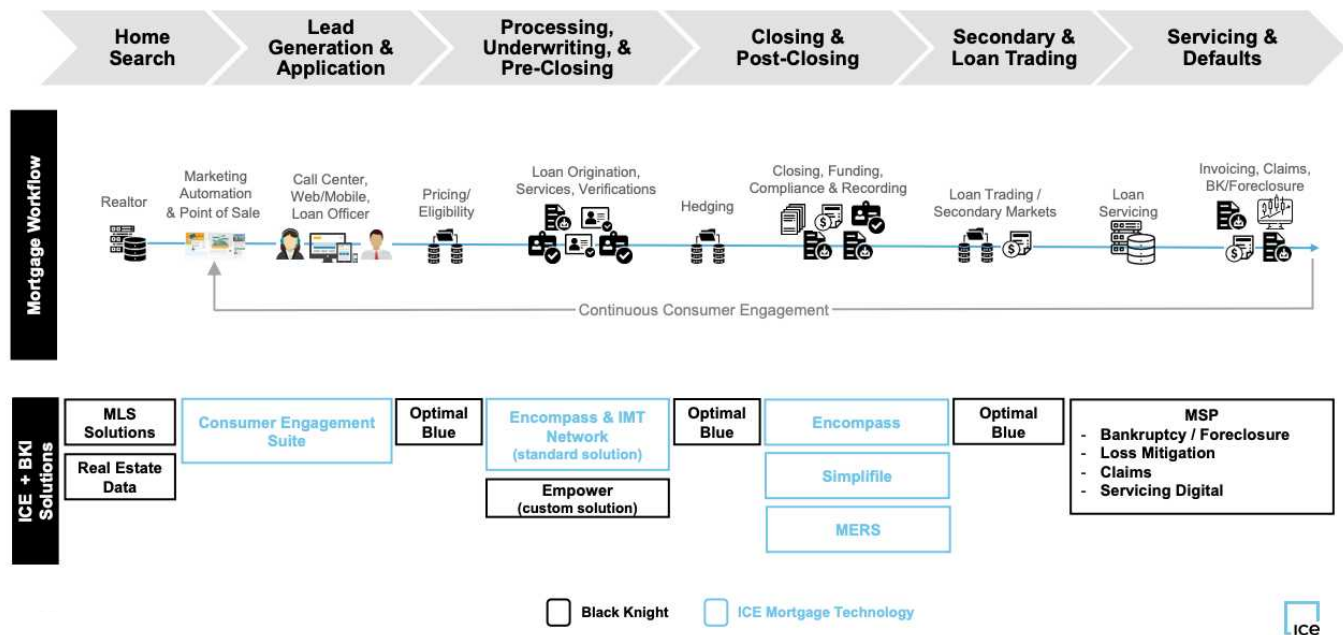 Home
Search
Lead
Generation &
Application
Processing,
Underwriting, &
Pre-Closing
Closing &
Post-Closing
Secondary &
Loan Trading
Servicing &
Defaults
Mortgage Workflow
Realtor
Marketing
Automation
& Point of Sale
Call Center,
Web/Mobile,
Loan Officer
Pricing/
Eligibility
Loan Origination,
Services, Verifications
Hedging
Closing, Funding,
Compliance & Recording
Loan Trading /
Secondary Markets
Loan
Servicing
Invoicing, Claims,
BK/Foreclosure
Continuous Consumer Engagement
ICE + BKI
Solutions
MLS
Solutions
Real Estate
Data
Consumer Engagement
Suite
Optimal
Blue
Encompass & IMT
Network
(standard solution)
Empower
(custom solution)
Optimal
Blue
Encompass
Simplifile
MERS
Optimal
Blue
MSP
- Bankruptcy / Foreclosure
- Loss Mitigation
- Claims
- Servicing Digital
Black Knight
ICE Mortgage Technology
ice